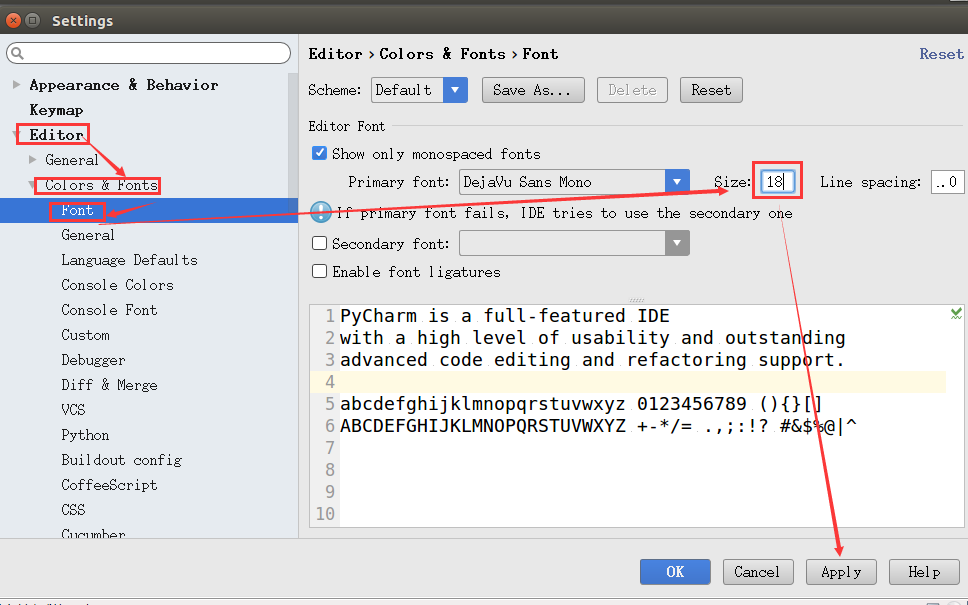 Settings
Appearance & Behavior
Keymap
Editor
General
Colors & Fonts
Font
General
Language Defaults
Console Colors
Console Font
Custom
Debugger
Diff & Merge
VCS
Python
Buildout config
CoffeeScript
CSS
Cucumber
Editor › Colors & Fonts › Font
Reset
Scheme: Default Save As... Delete Reset
Editor Font
Show only monospaced fonts
Primary font: DejaVu Sans Mono Size: 18 Line spacing: ..0
If primary font fails, IDE tries to use the secondary one
Secondary font:
Enable font ligatures
1 PyCharm is a full-featured IDE
2 with a high level of usability and outstanding
3 advanced code editing and refactoring support.
4
5 abcdefghijklmnopqrstuvwxyz 0123456789 (){}[]
6 ABCDEFGHIJKLMNOPQRSTUVWXYZ +-*/= .,;:!? #&$%@|^
7
8
9
10
OK Cancel Apply Help